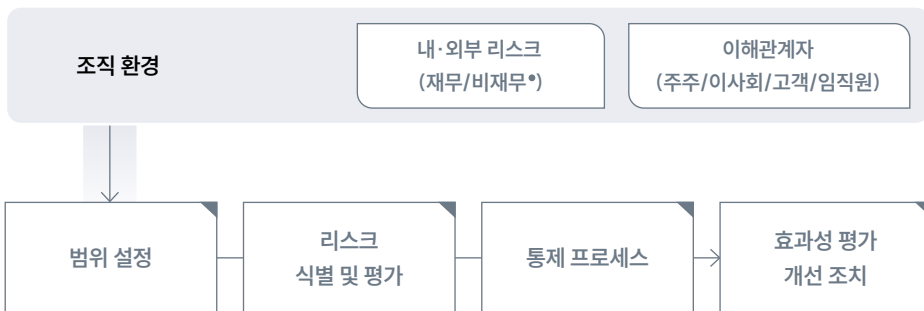 조직 환경
내·외부 리스크
(재무/비재무●)
이해관계자
(주주/이사회/고객/임직원)
범위 설정
리스크
식별 및 평가
통제 프로세스
효과성 평가
개선 조치